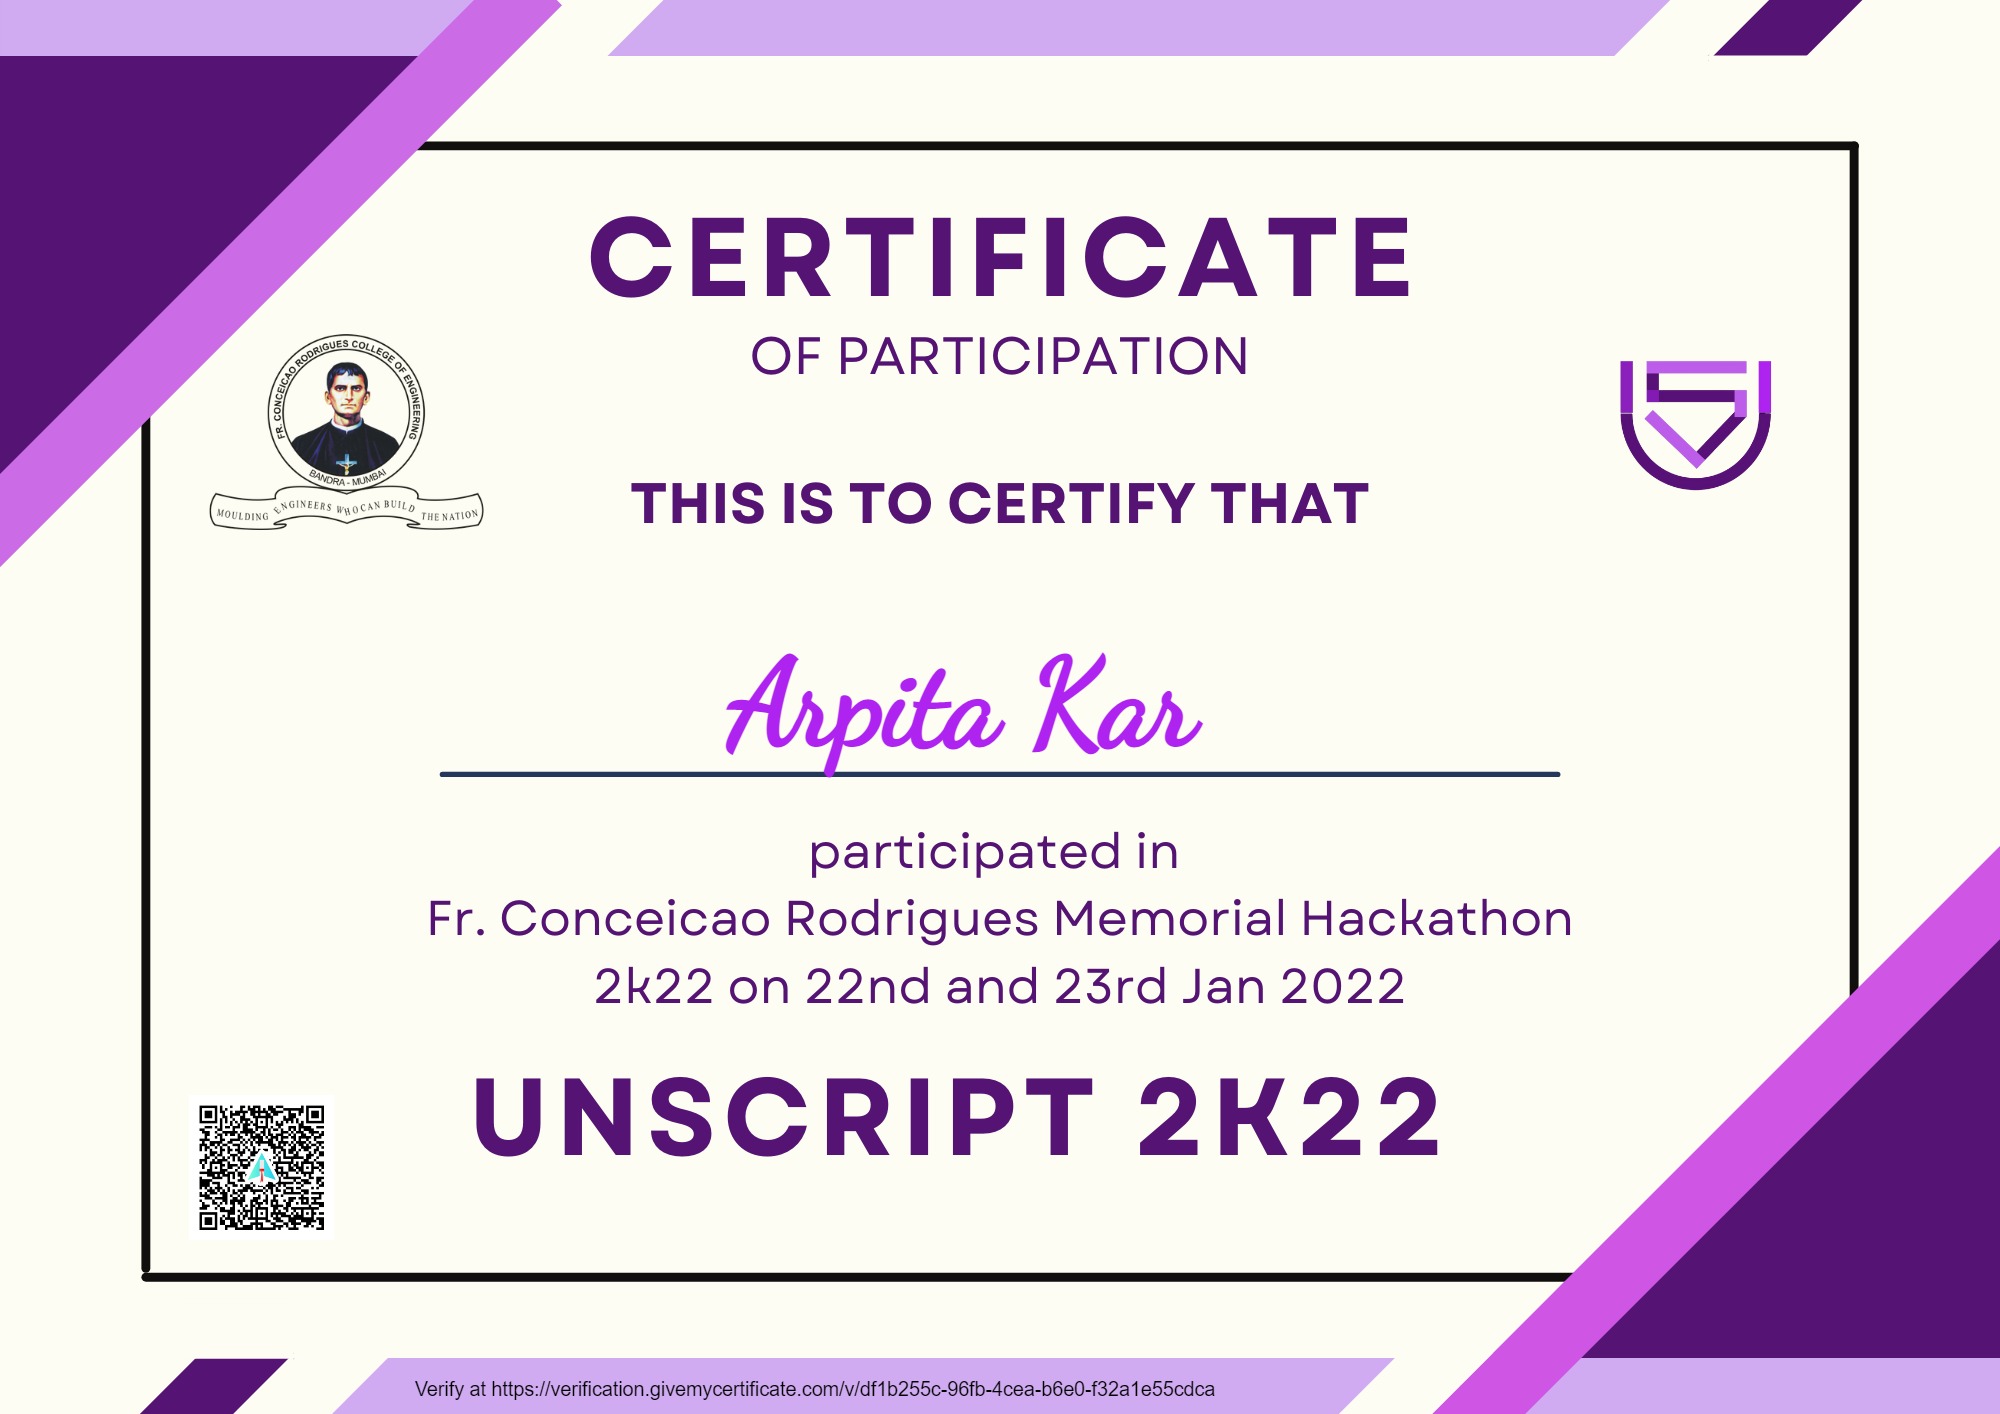 CERTIFICATE
OF PARTICIPATION
FR. CONCEICAO RODRIGUES COLLEGE OF ENGINEERING
BANDRA - MUMBAI
MOULDING ENGINEERS WHO CAN BUILD THE NATION
THIS IS TO CERTIFY THAT
Arpita Kar
participated in
Fr. Conceicao Rodrigues Memorial Hackathon
2k22 on 22nd and 23rd Jan 2022
UNSCRIPT 2K22
Verify at https://verification.givemycertificate.com/v/df1b255c-96fb-4cea-b6e0-f32a1e55cdca